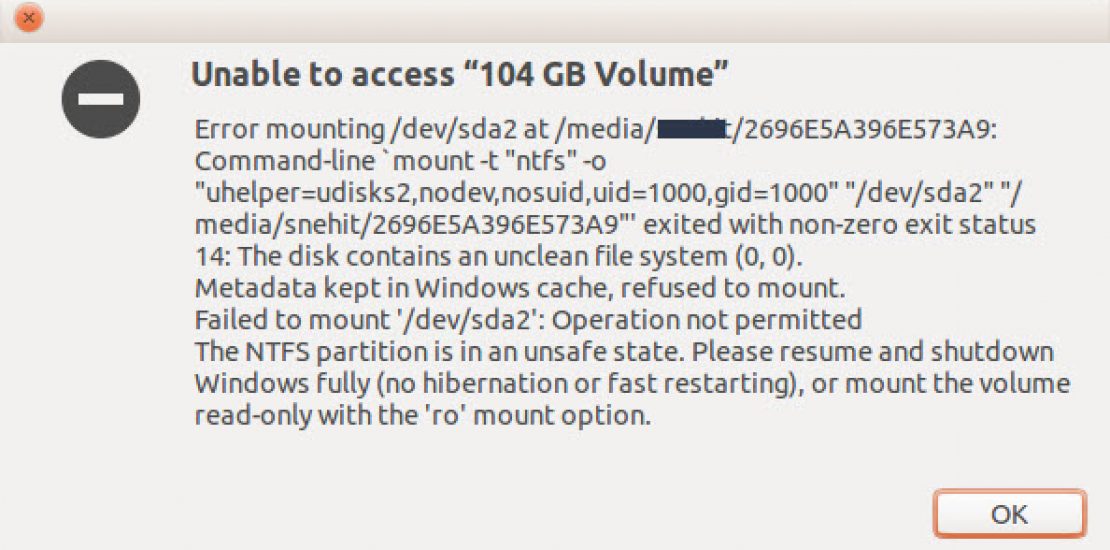 Unable to access “104 GB Volume”
Error mounting /dev/sda2 at /media/ t/2696E5A396E573A9:
Command-line `mount -t "ntfs" -o
"uhelper=udisks2,nodev,nosuid,uid=1000,gid=1000" "/dev/sda2" "/
media/snehit/2696E5A396E573A9"' exited with non-zero exit status
14: The disk contains an unclean file system (0, 0).
Metadata kept in Windows cache, refused to mount.
Failed to mount '/dev/sda2': Operation not permitted
The NTFS partition is in an unsafe state. Please resume and shutdown
Windows fully (no hibernation or fast restarting), or mount the volume
read-only with the 'ro' mount option.
OK